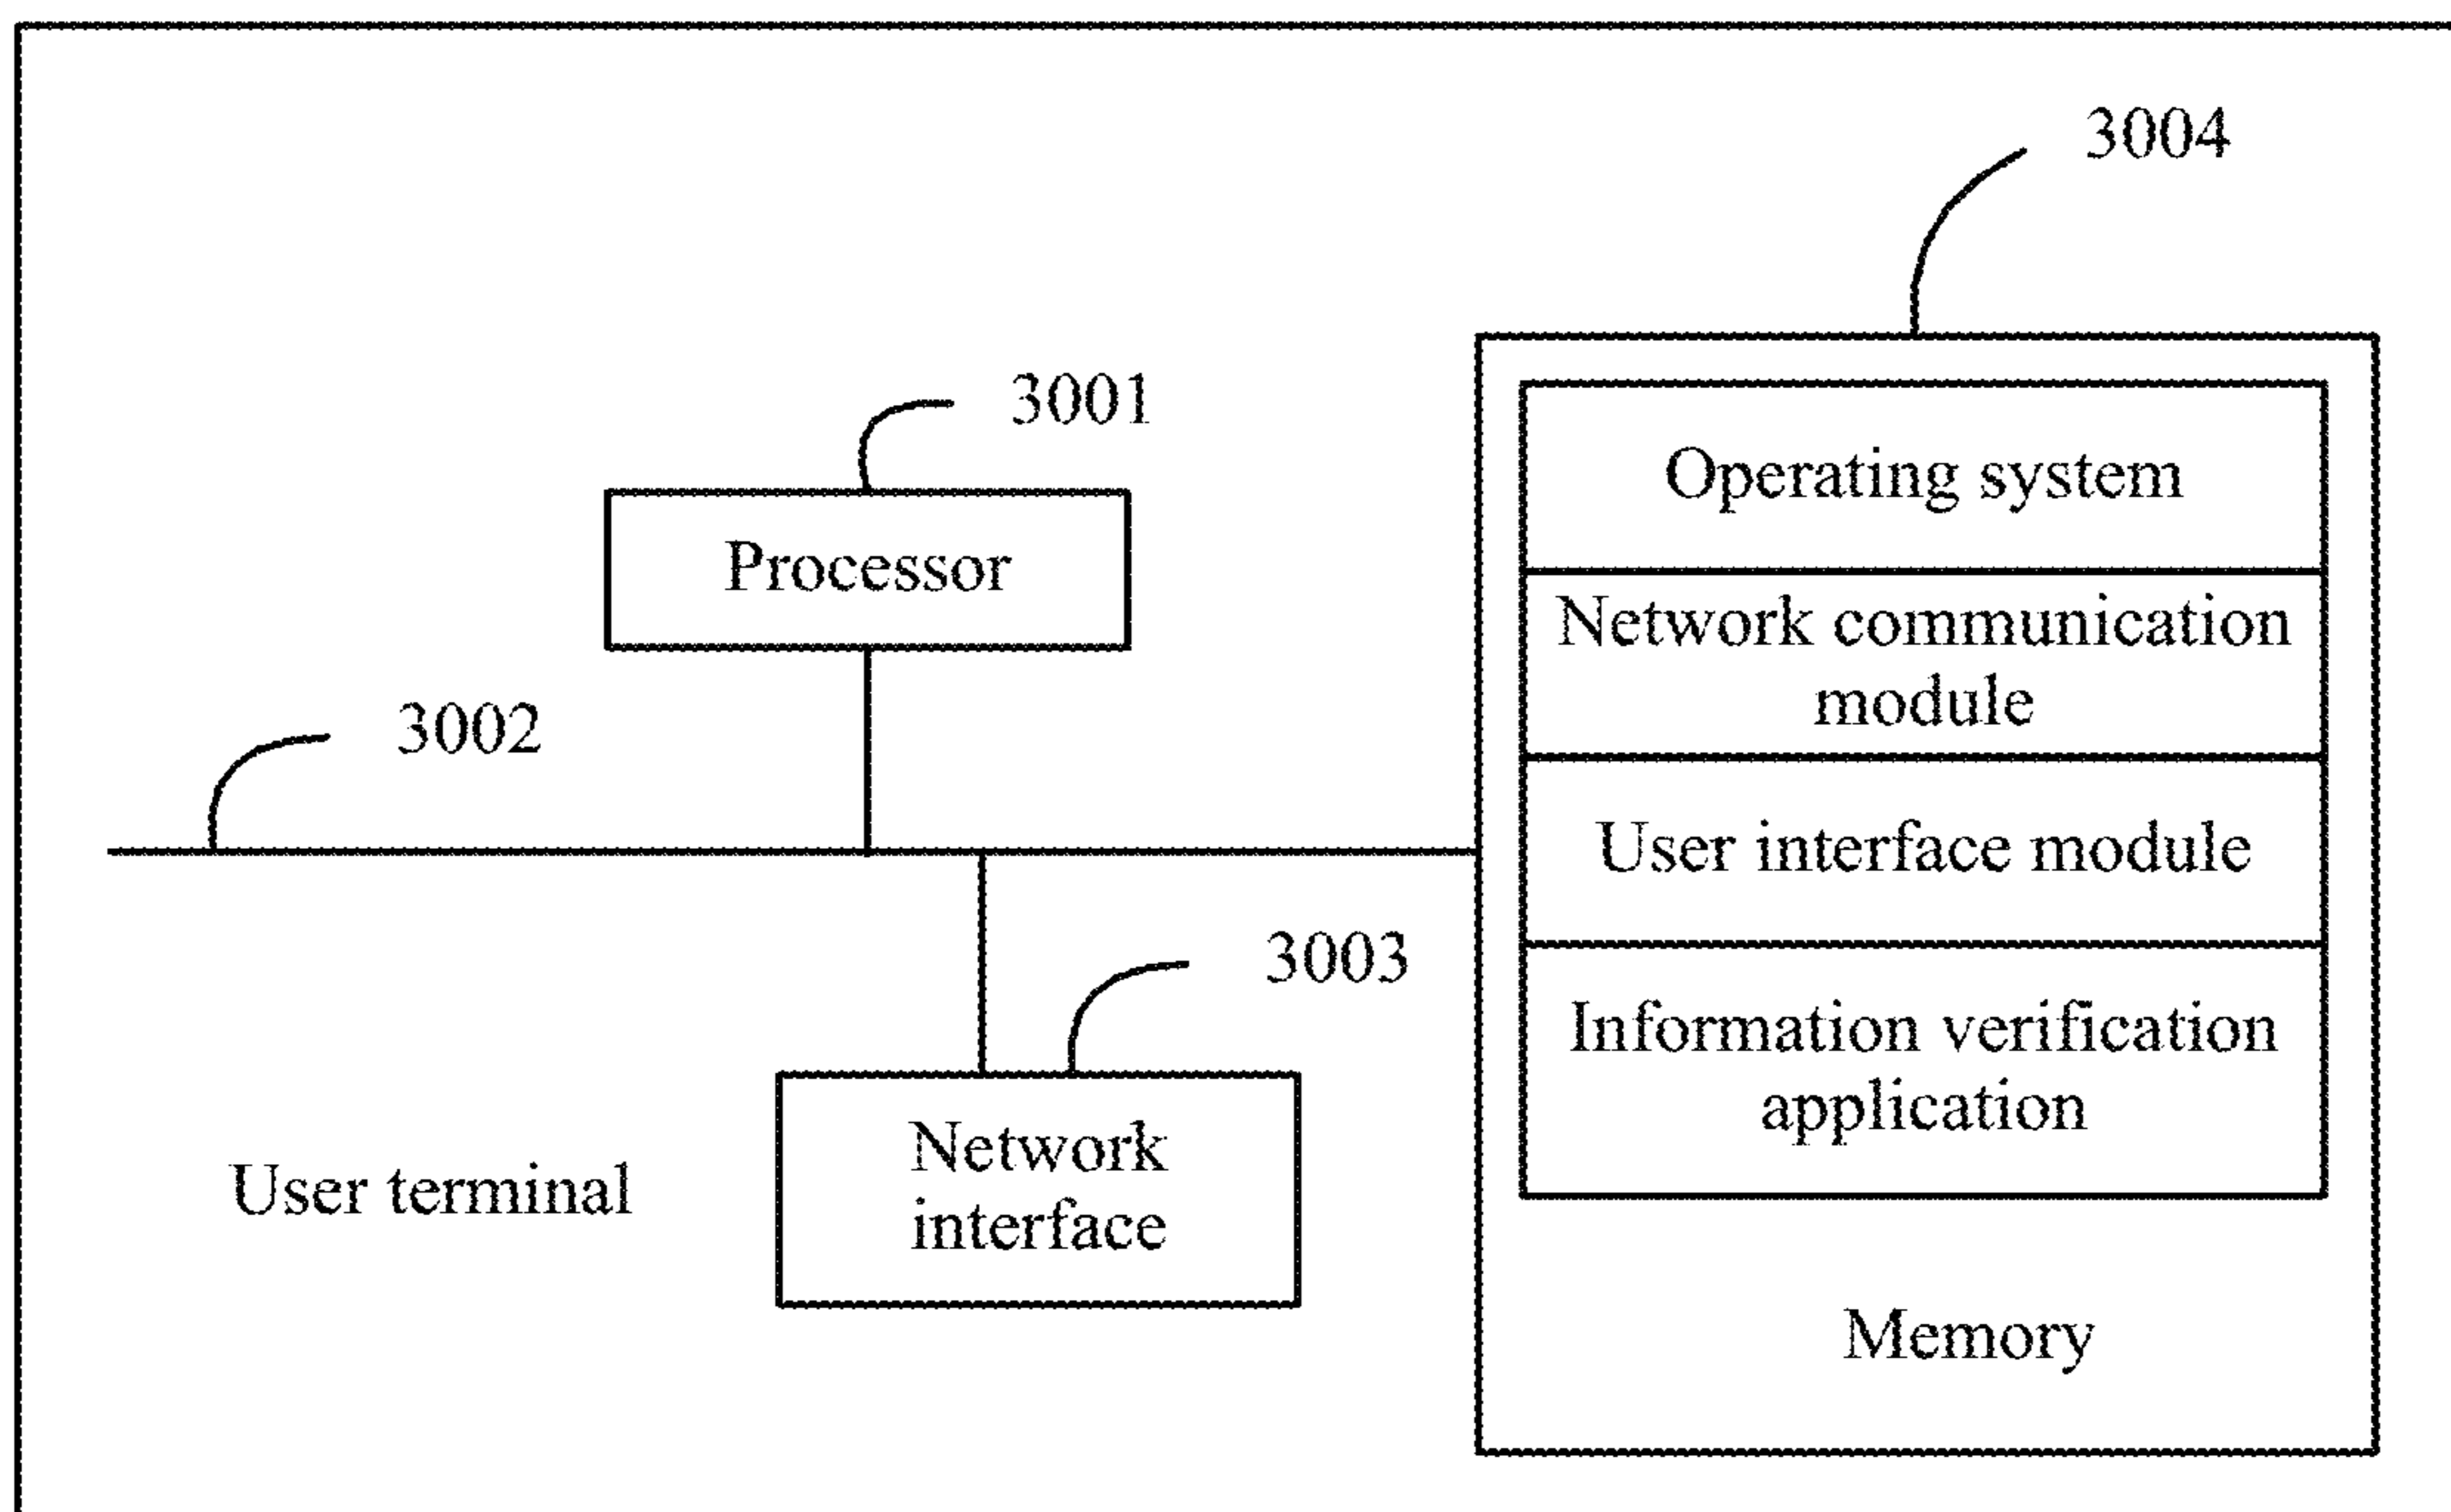 3004
3001
Operating system
Processor
Network communication
module
3002
User interface module
3003
Information verification
application
Network
interface
User terminal
Memory